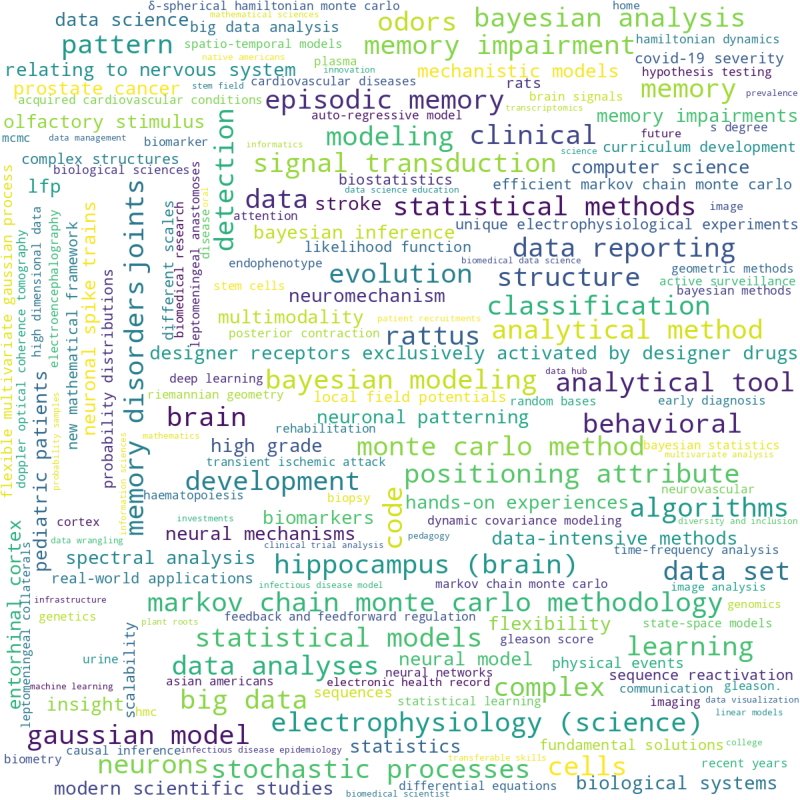 δ-spherical hamiltonian monte carlo
home
mathematical sciences
data science
big data analysis
odors
bayesian analysis
pattern
spatio-temporal models
memory impairment
hamiltonian dynamics
native americans
plasma
covid-19 severity
relating to nervous system
innovation
mechanistic models
hypothesis testing
prostate cancer
stem field
cardiovascular diseases
rats
memory
prevalence
acquired cardiovascular conditions
episodic memory
brain signals
transcriptomics
olfactory stimulus
auto-regressive model
memory impairments
detection
modeling
clinical
future
s degree
mcmc
data management
biomarker
informatics
science
curriculum development
complex structures
signal transduction
computer science
biological sciences
biostatistics
lfp
data science education
efficient markov chain monte carlo
data
stroke
statistical methods
image
oral
disease
attention
unique electrophysiological experiments
bayesian inference
likelihood function
data reporting
biomedical data science
endophenotype
evolution
structure
geometric methods
active surveillance
stem cells
neuromechanism
bayesian methods
classification
multimodality
patient recruitments
posterior contraction
rattus
analytical method
designer receptors exclusively activated by designer drugs
deep learning
bayesian modeling
data hub
analytical tool
riemannian geometry
local field potentials
random bases
early diagnosis
brain
neuronal patterning
behavioral
rehabilitation
mathematics
high grade
monte carlo method
bayesian statistics
multivariate analysis
transient ischemic attack
positioning attribute
development
neurovascular
haematopoiesis
biopsy
code
hands-on experiences
algorithms
cortex
investments
biomarkers
dynamic covariance modeling
diversity and inclusion
data wrangling
neural mechanisms
pedagogy
data-intensive methods
clinical trial analysis
spectral analysis
hippocampus (brain)
time-frequency analysis
real-world applications
data set
infectious disease model
markov chain monte carlo
image analysis
infrastructure
markov chain monte carlo methodology
genomics
genetics
feedback and feedforward regulation
flexibility
state-space models
plant roots
statistical models
gleason score
learning
urine
data analyses
neural model
physical events
machine learning
asian americans
neural networks
electronic health record
complex
sequence reactivation
communication
gleason.
insight
big data
sequences
statistical learning
imaging
data visualization
hmc
electrophysiology (science)
linear models
gaussian model
causal inference
infectious disease epidemiology
statistics
fundamental solutions
college
biometry
neurons
stochastic processes
transferable skills
cells
recent years
modern scientific studies
differential equations
biological systems
biomedical scientist
flexible multivariate gaussian process
doppler optical coherence tomography
high dimensional data
electroencephalography
probability samples
new mathematical framework
neuronal spike trains
probability distributions
information sciences
memory disorders
joints
different scales
biomedical research
leptomeningeal anastomoses
pediatric patients
entorhinal cortex
leptomeningeal collaterals
scalability